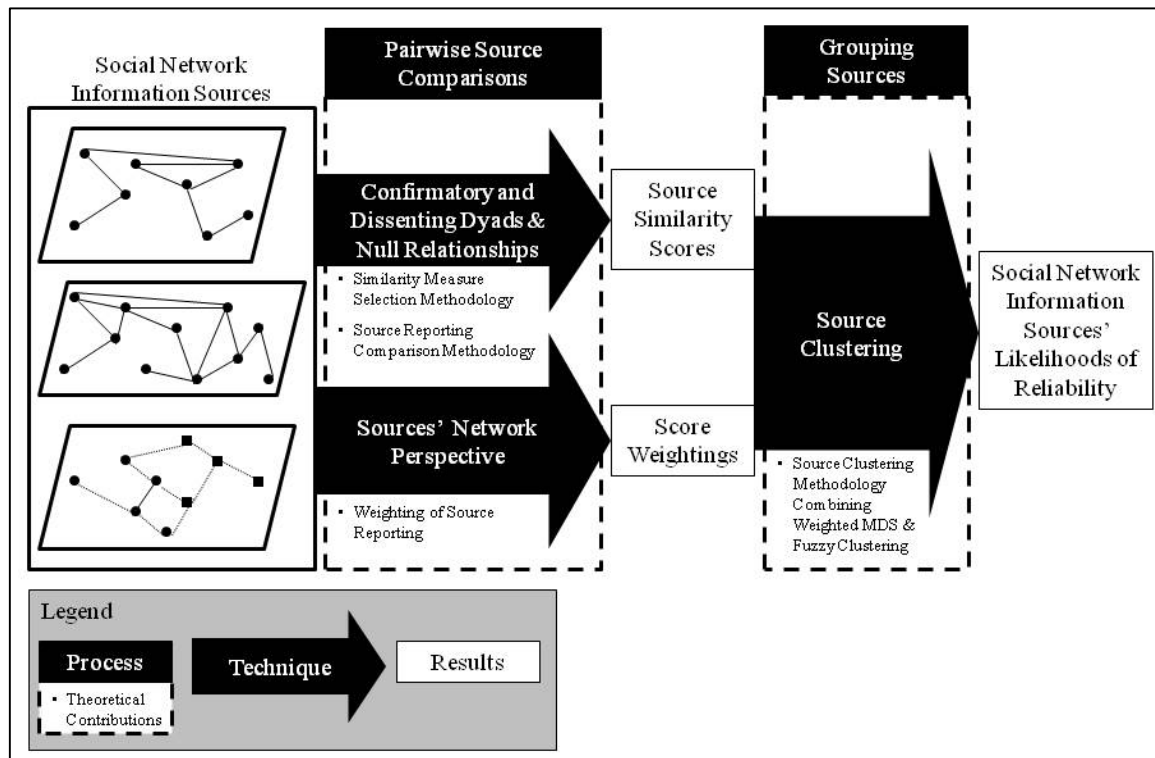 Social Network
Information Sources
Pairwise Source
Comparisons
Grouping
Sources
Confirmatory and
Dissenting Dyads &
Null Relationships
▪ Similarity Measure
Selection Methodology
▪ Source Reporting
Comparison Methodology
Source
Similarity
Scores
Sources' Network
Perspective
▪ Weighting of Source
Reporting
Score
Weightings
Source
Clustering
▪ Source Clustering
Methodology
Combining
Weighted MDS &
Fuzzy Clustering
Social Network
Information
Sources'
Likelihoods of
Reliability
Legend
Process
▪ Theoretical
Contributions
Technique
Results